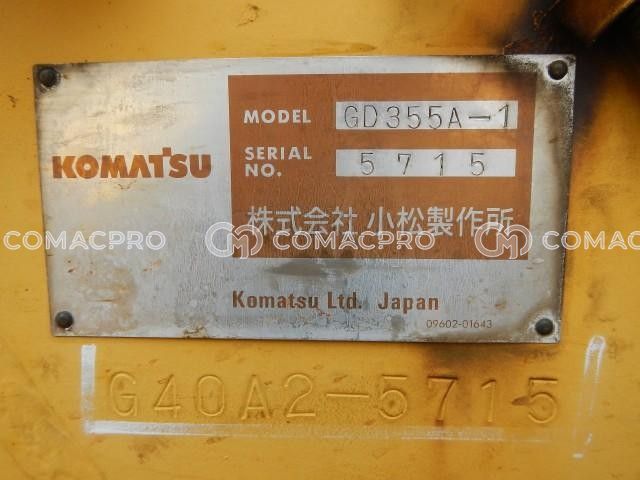 KOMATSU
MODEL GD355A-1
SERIAL NO. 5715
株式会社 小松製作所
COMACPRO COMACPRO COMACPRO
Komatsu Ltd. Japan
09602-01643
G40A2-5715